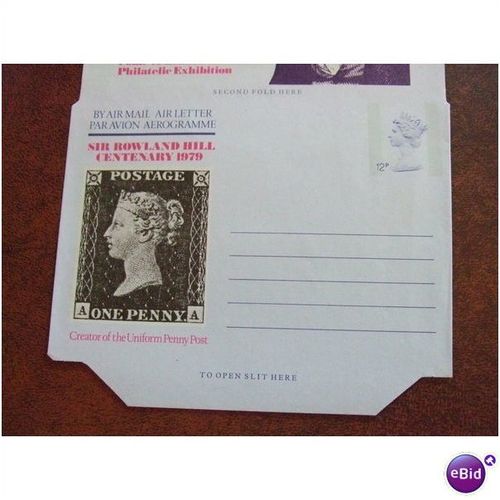 Philatelic Exhibition
SECOND FOLD HERE
BY AIR MAIL AIR LETTER
PAR AVION AEROGRAMME
SIR ROWLAND HILL
CENTENARY 1979
12P
POSTAGE
A ONE PENNY A
Creator of the Uniform Penny Post
TO OPEN SLIT HERE
eBid